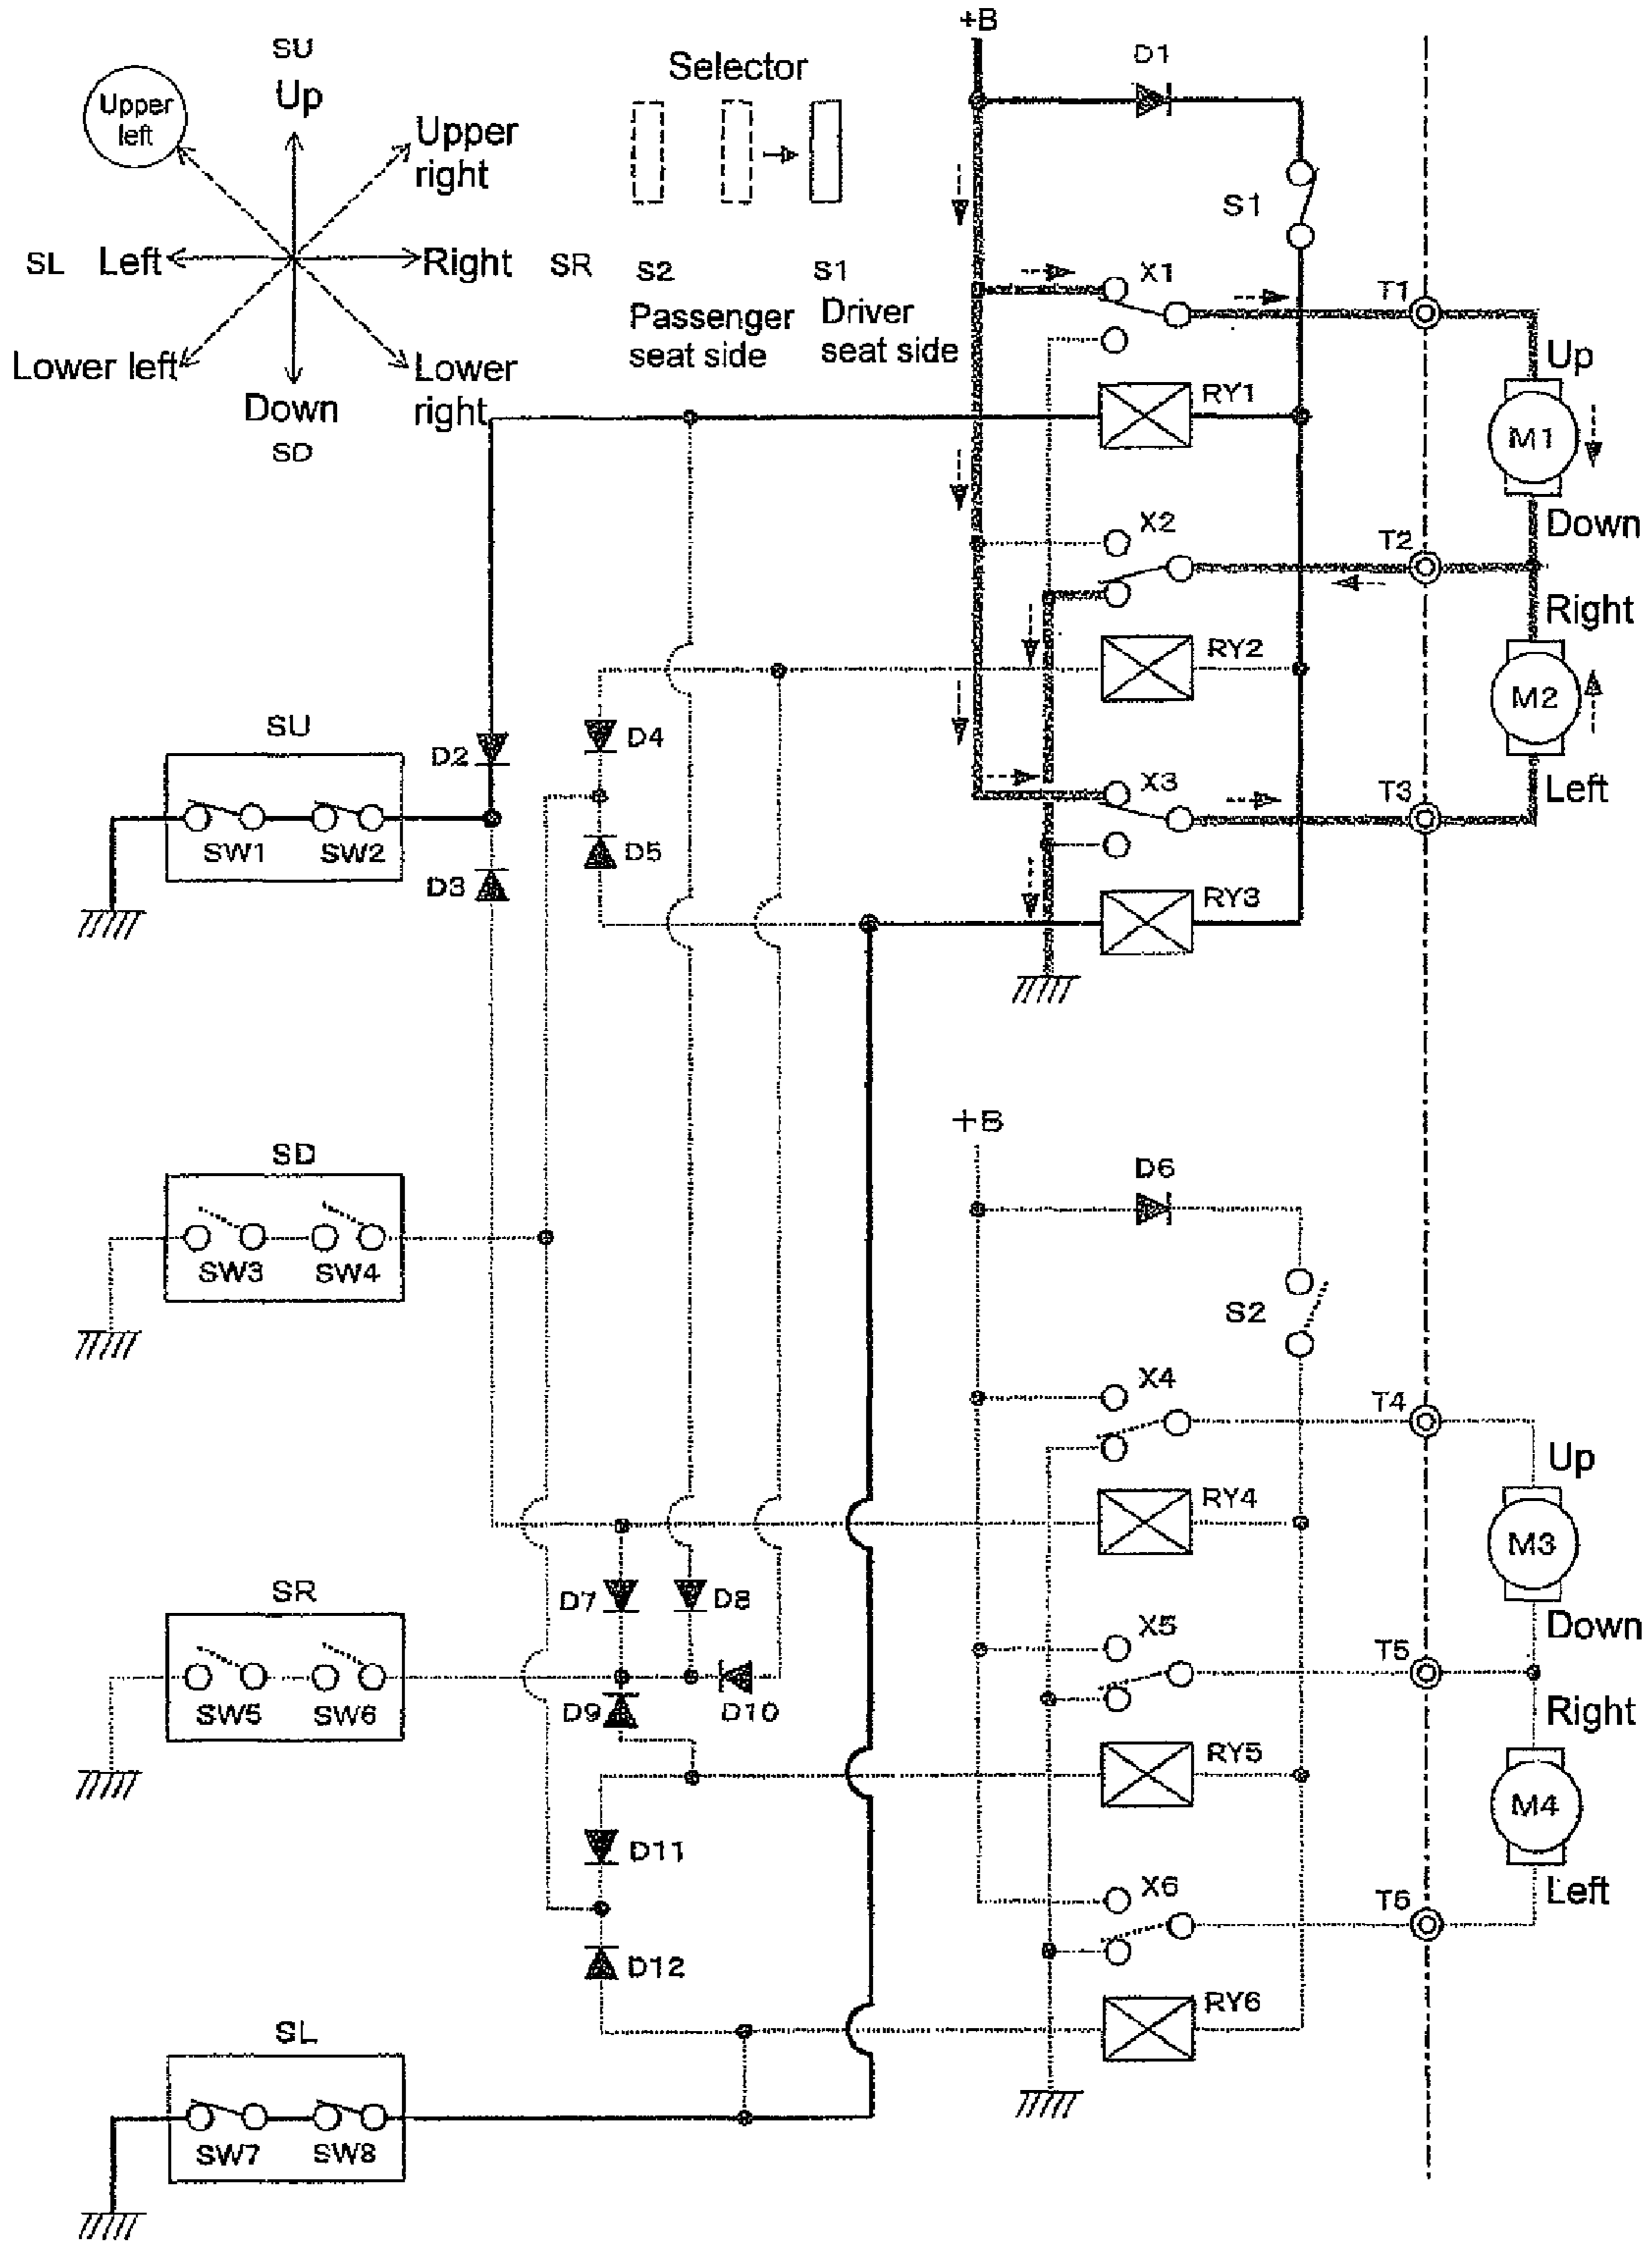 SU
Up
Upper
left
Upper
right
SL
Left
Right
SR
Lower left
Lower
right
Down
SD
Selector
S2
Passenger
seat side
S1
Driver
seat side
+B
D1
S1
X1
T1
Up
RY1
M1
X2
Down
T2
Right
RY2
M2
SU
D2
D4
X3
T3
Left
SW1
SW2
D5
D3
RY3
+B
SD
D6
SW3
SW4
S2
X4
T4
Up
RY4
M3
SR
D7
D8
X5
Down
T5
SW5
SW6
D9
D10
Right
RY5
M4
D11
X6
Left
T6
D12
RY6
SL
SW7
SW8